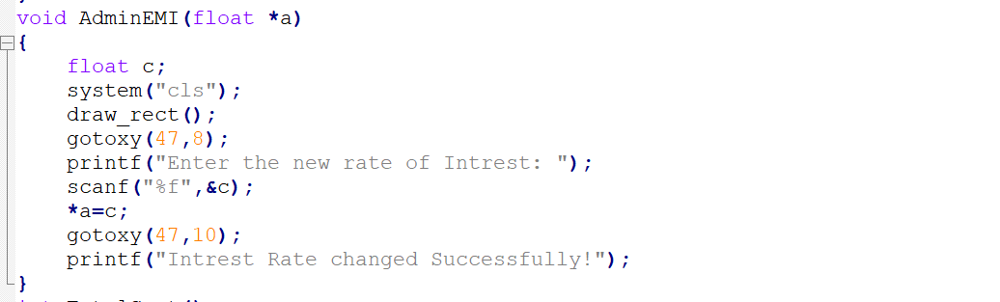 void AdminEMI(float *a)
{
    float c;
    system("cls");
    draw_rect();
    gotoxy(47,8);
    printf("Enter the new rate of Intrest: ");
    scanf("%f",&c);
    *a=c;
    gotoxy(47,10);
    printf("Intrest Rate changed Successfully!");
}